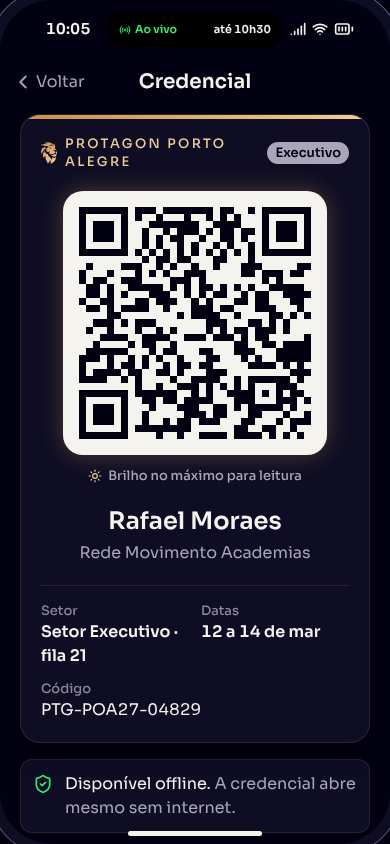 10:05
Ao vivo
até 10h30
Voltar
Credencial
PROTAGON PORTO
ALEGRE
Executivo
Brilho no máximo para leitura
Rafael Moraes
Rede Movimento Academias
Setor
Datas
Setor Executivo ·
fila 21
12 a 14 de mar
Código
PTG-POA27-04829
Disponível offline. A credencial abre
mesmo sem internet.